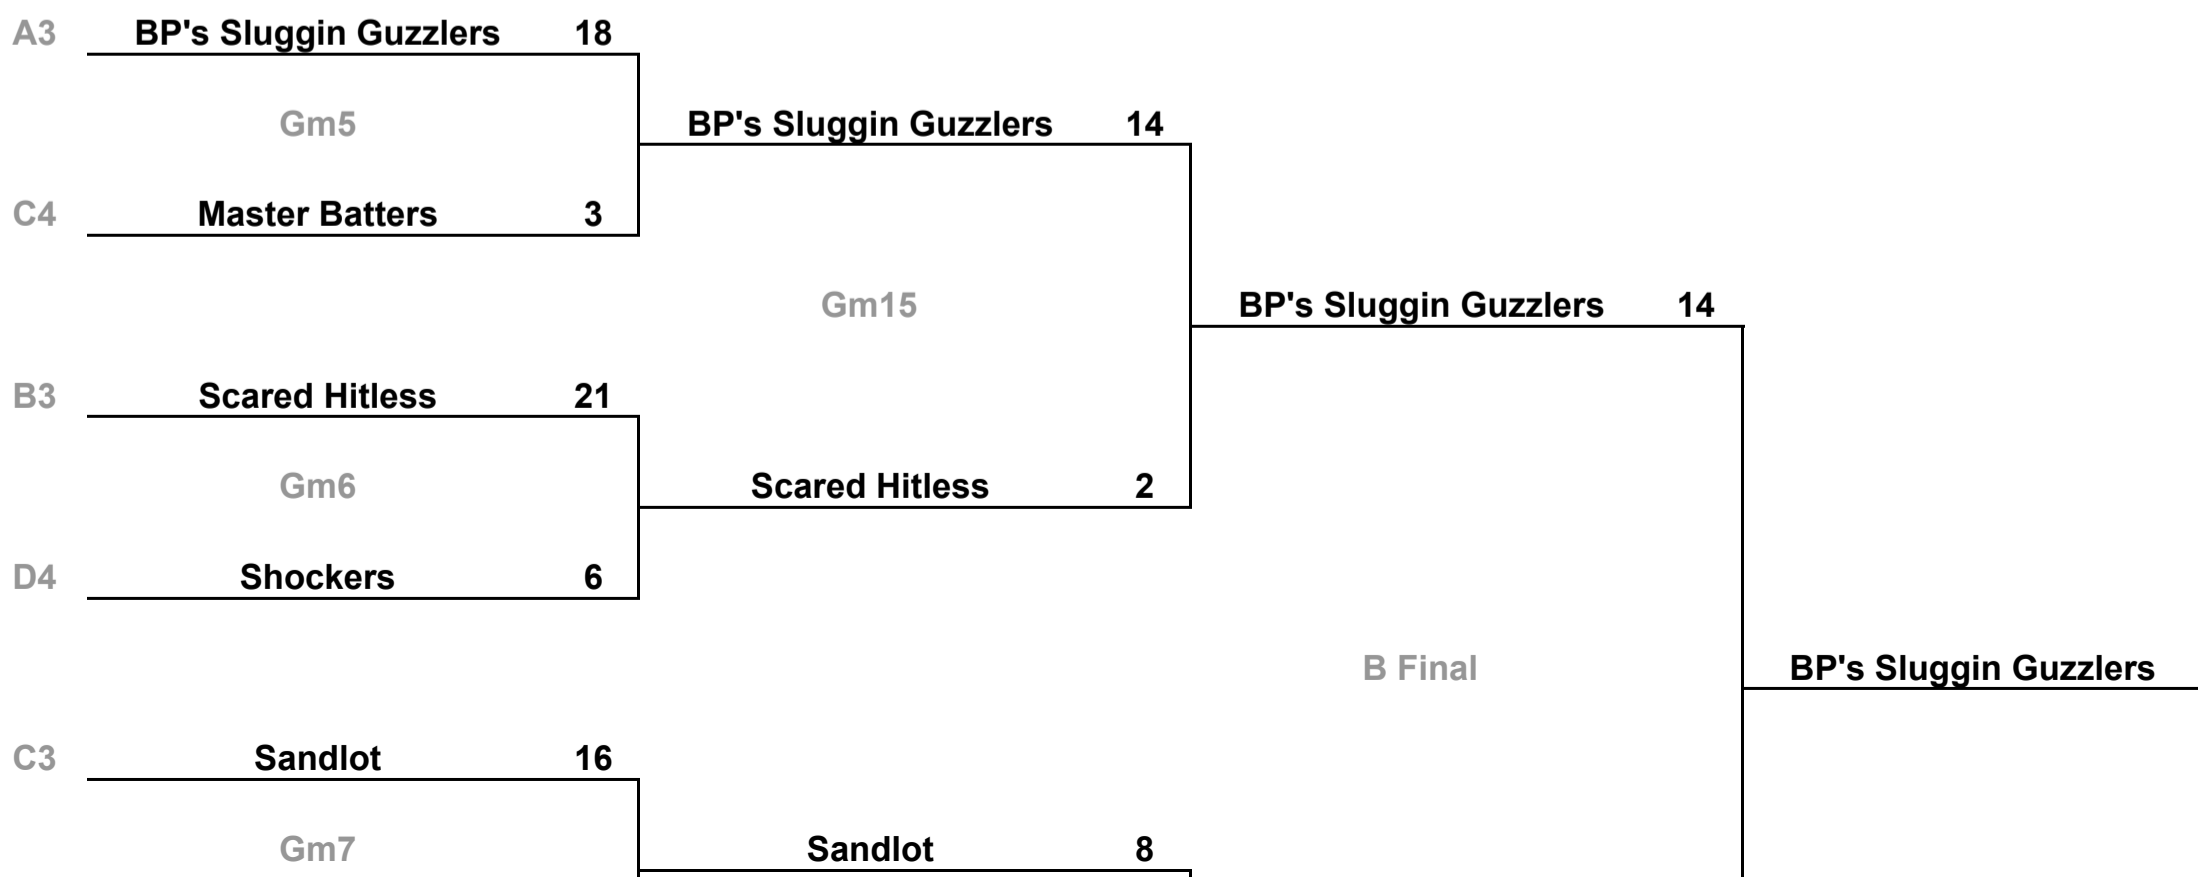 A3 BP's Sluggin Guzzlers 18
Gm5
BP's Sluggin Guzzlers 14
C4 Master Batters 3
Gm15
BP's Sluggin Guzzlers 14
B3 Scared Hitless 21
Gm6
Scared Hitless 2
D4 Shockers 6
B Final
BP's Sluggin Guzzlers
C3 Sandlot 16
Gm7
Sandlot 8